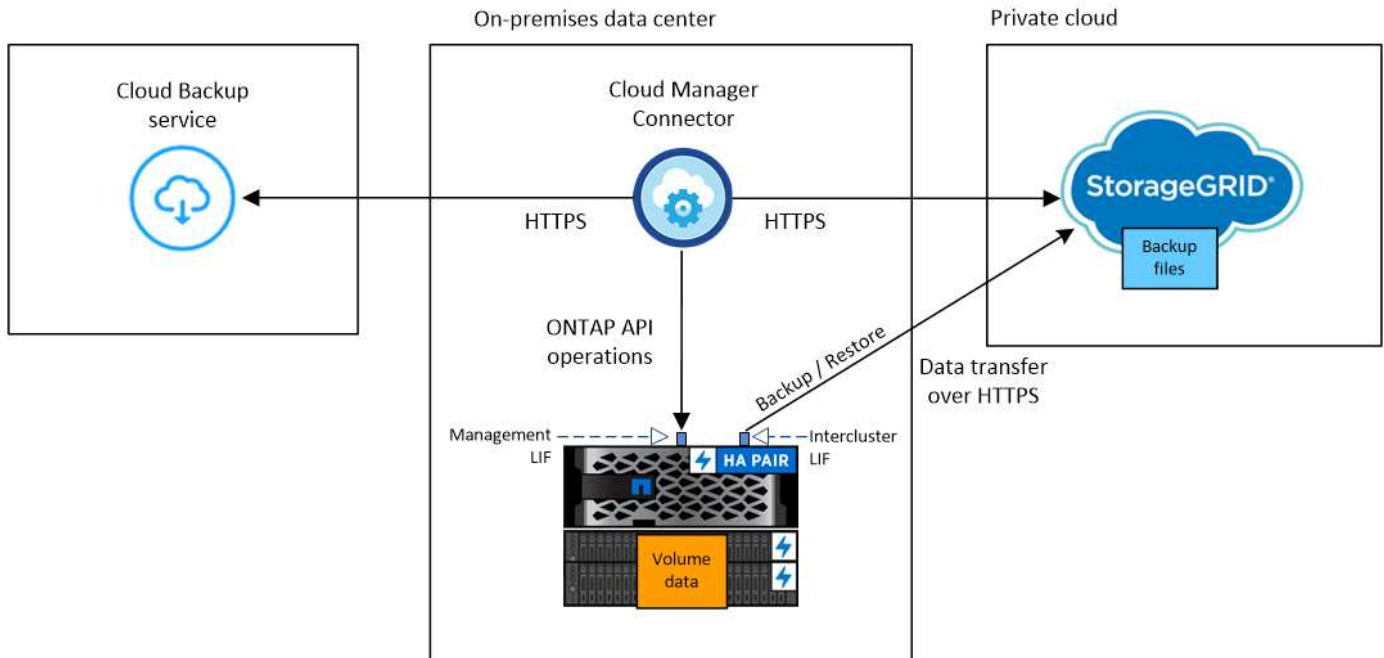 On-premises data center
Private cloud
Cloud Backup
service
Cloud Manager
Connector
HTTPS
HTTPS
StorageGRID®
Backup
files
ONTAP API
operations
Backup / Restore
Data transfer
over HTTPS
Management
LIF
Intercluster
LIF
HA PAIR
Volume
data